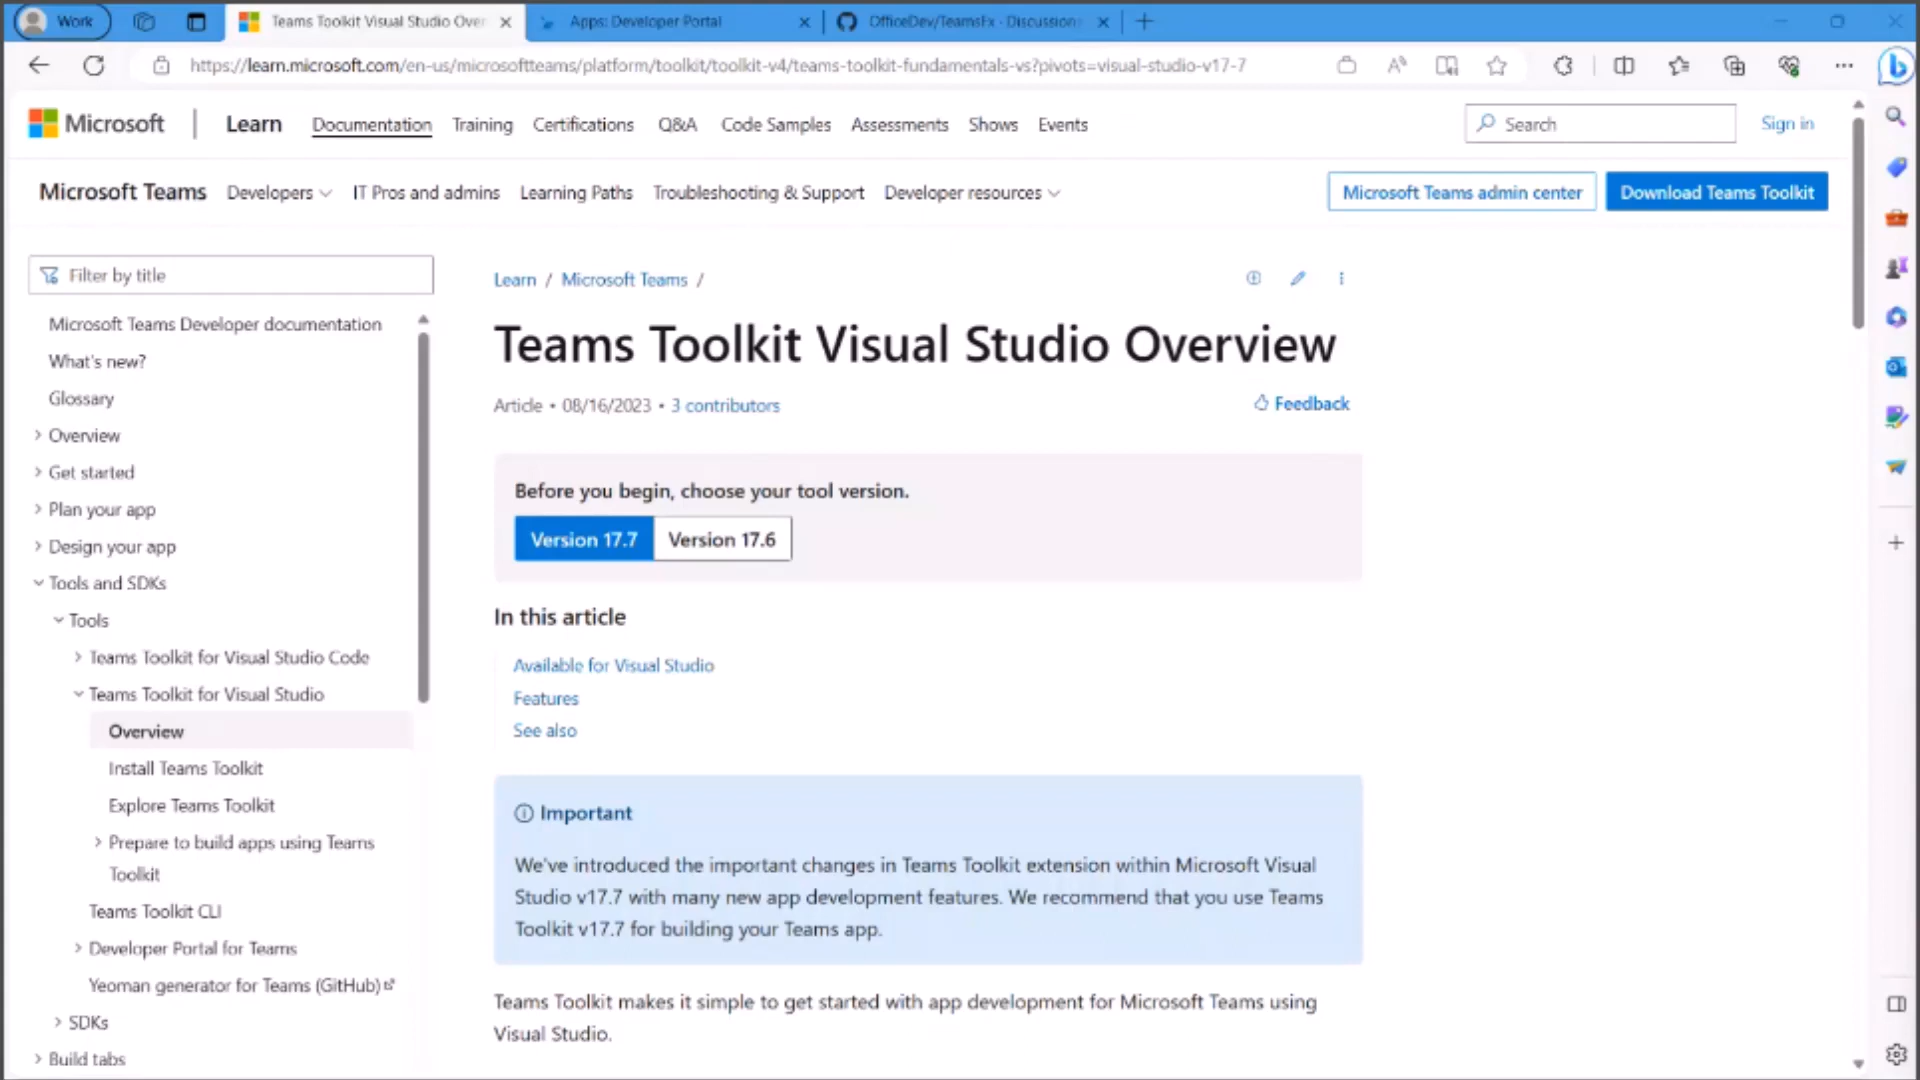 Work
Teams Toolkit Visual Studio Over
Apps: Developer Portal
OfficeDev/TeamsFx · Discussions
https://learn.microsoft.com/en-us/microsoftteams/platform/toolkit/toolkit-v4/teams-toolkit-fundamentals-vs?pivots=visual-studio-v17-7
Microsoft
Learn
Documentation
Training
Certifications
Q&A
Code Samples
Assessments
Shows
Events
Search
Sign in
Microsoft Teams
Developers
IT Pros and admins
Learning Paths
Troubleshooting & Support
Developer resources
Microsoft Teams admin center
Download Teams Toolkit
Filter by title
Microsoft Teams Developer documentation
What's new?
Glossary
Overview
Get started
Plan your app
Design your app
Tools and SDKs
Tools
Teams Toolkit for Visual Studio Code
Teams Toolkit for Visual Studio
Overview
Install Teams Toolkit
Explore Teams Toolkit
Prepare to build apps using Teams
Toolkit
Teams Toolkit CLI
Developer Portal for Teams
Yeoman generator for Teams (GitHub)
SDKs
Build tabs
Learn / Microsoft Teams /
Teams Toolkit Visual Studio Overview
Article • 08/16/2023 • 3 contributors
Feedback
Before you begin, choose your tool version.
Version 17.7
Version 17.6
In this article
Available for Visual Studio
Features
See also
Important
We've introduced the important changes in Teams Toolkit extension within Microsoft Visual
Studio v17.7 with many new app development features. We recommend that you use Teams
Toolkit v17.7 for building your Teams app.
Teams Toolkit makes it simple to get started with app development for Microsoft Teams using
Visual Studio.